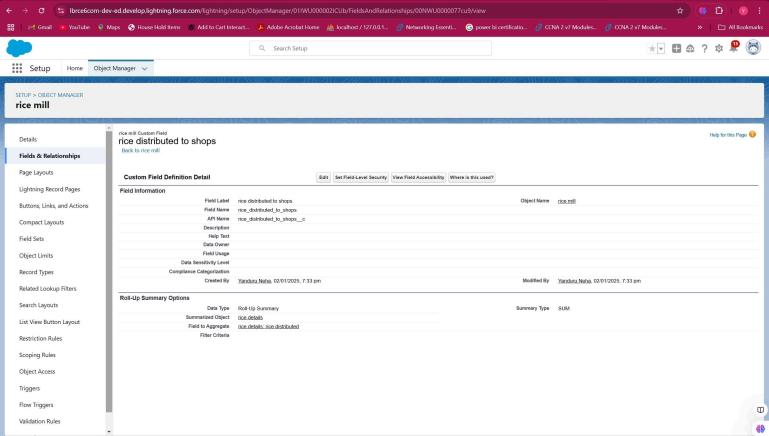 lbrce6com-dev-ed.develop.lightning.force.com/lightning/setup/ObjectManager/01IWU000002ICUb/FieldsAndRelationships/00NWU0000077cu9/view
Gmail YouTube Maps House Hold Items Add to Cart Interact... Adobe Acrobat Home localhost / 127.0.0.1... Networking Essenti... power bi certificatio... CCNA 2 v7 Modules... CCNA 2 v7 Modules... » All Bookmarks
Search Setup
Setup Home Object Manager
SETUP > OBJECT MANAGER
rice mill
Details
Fields & Relationships
Page Layouts
Lightning Record Pages
Buttons, Links, and Actions
Compact Layouts
Field Sets
Object Limits
Record Types
Related Lookup Filters
Search Layouts
List View Button Layout
Restriction Rules
Scoping Rules
Object Access
Triggers
Flow Triggers
Validation Rules
rice mill Custom Field
rice distributed to shops
Back to rice mill
Help for this Page
Custom Field Definition Detail Edit Set Field-Level Security View Field Accessibility Where is this used?
Field Information
Field Label rice distributed to shops Object Name rice mill
Field Name rice_distributed_to_shops
API Name rice_distributed_to_shops__c
Description
Help Text
Data Owner
Field Usage
Data Sensitivity Level
Compliance Categorization
Created By Yanduru Neha, 02/01/2025, 7:33 pm Modified By Yanduru Neha, 02/01/2025, 7:33 pm
Roll-Up Summary Options
Data Type Roll-Up Summary Summary Type SUM
Summarized Object rice details
Field to Aggregate rice details: rice distributed
Filter Criteria